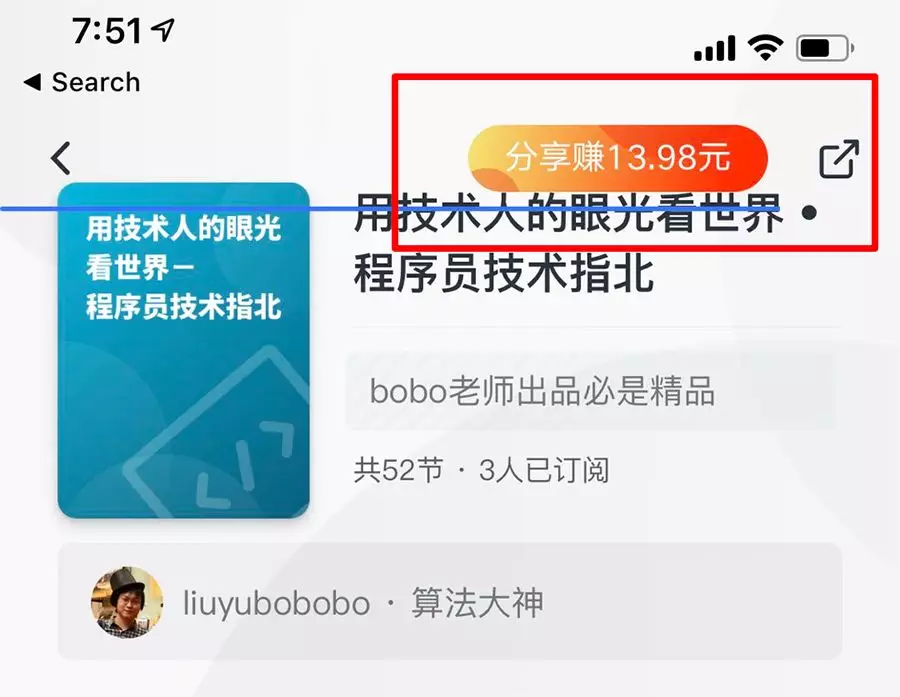 7:51
Search
分享赚13.98元
用技术人的眼光
看世界－
程序员技术指北
用技术人的眼光看世界 •
程序员技术指北
bobo老师出品必是精品
共52节 · 3人已订阅
liuyubobobo · 算法大神